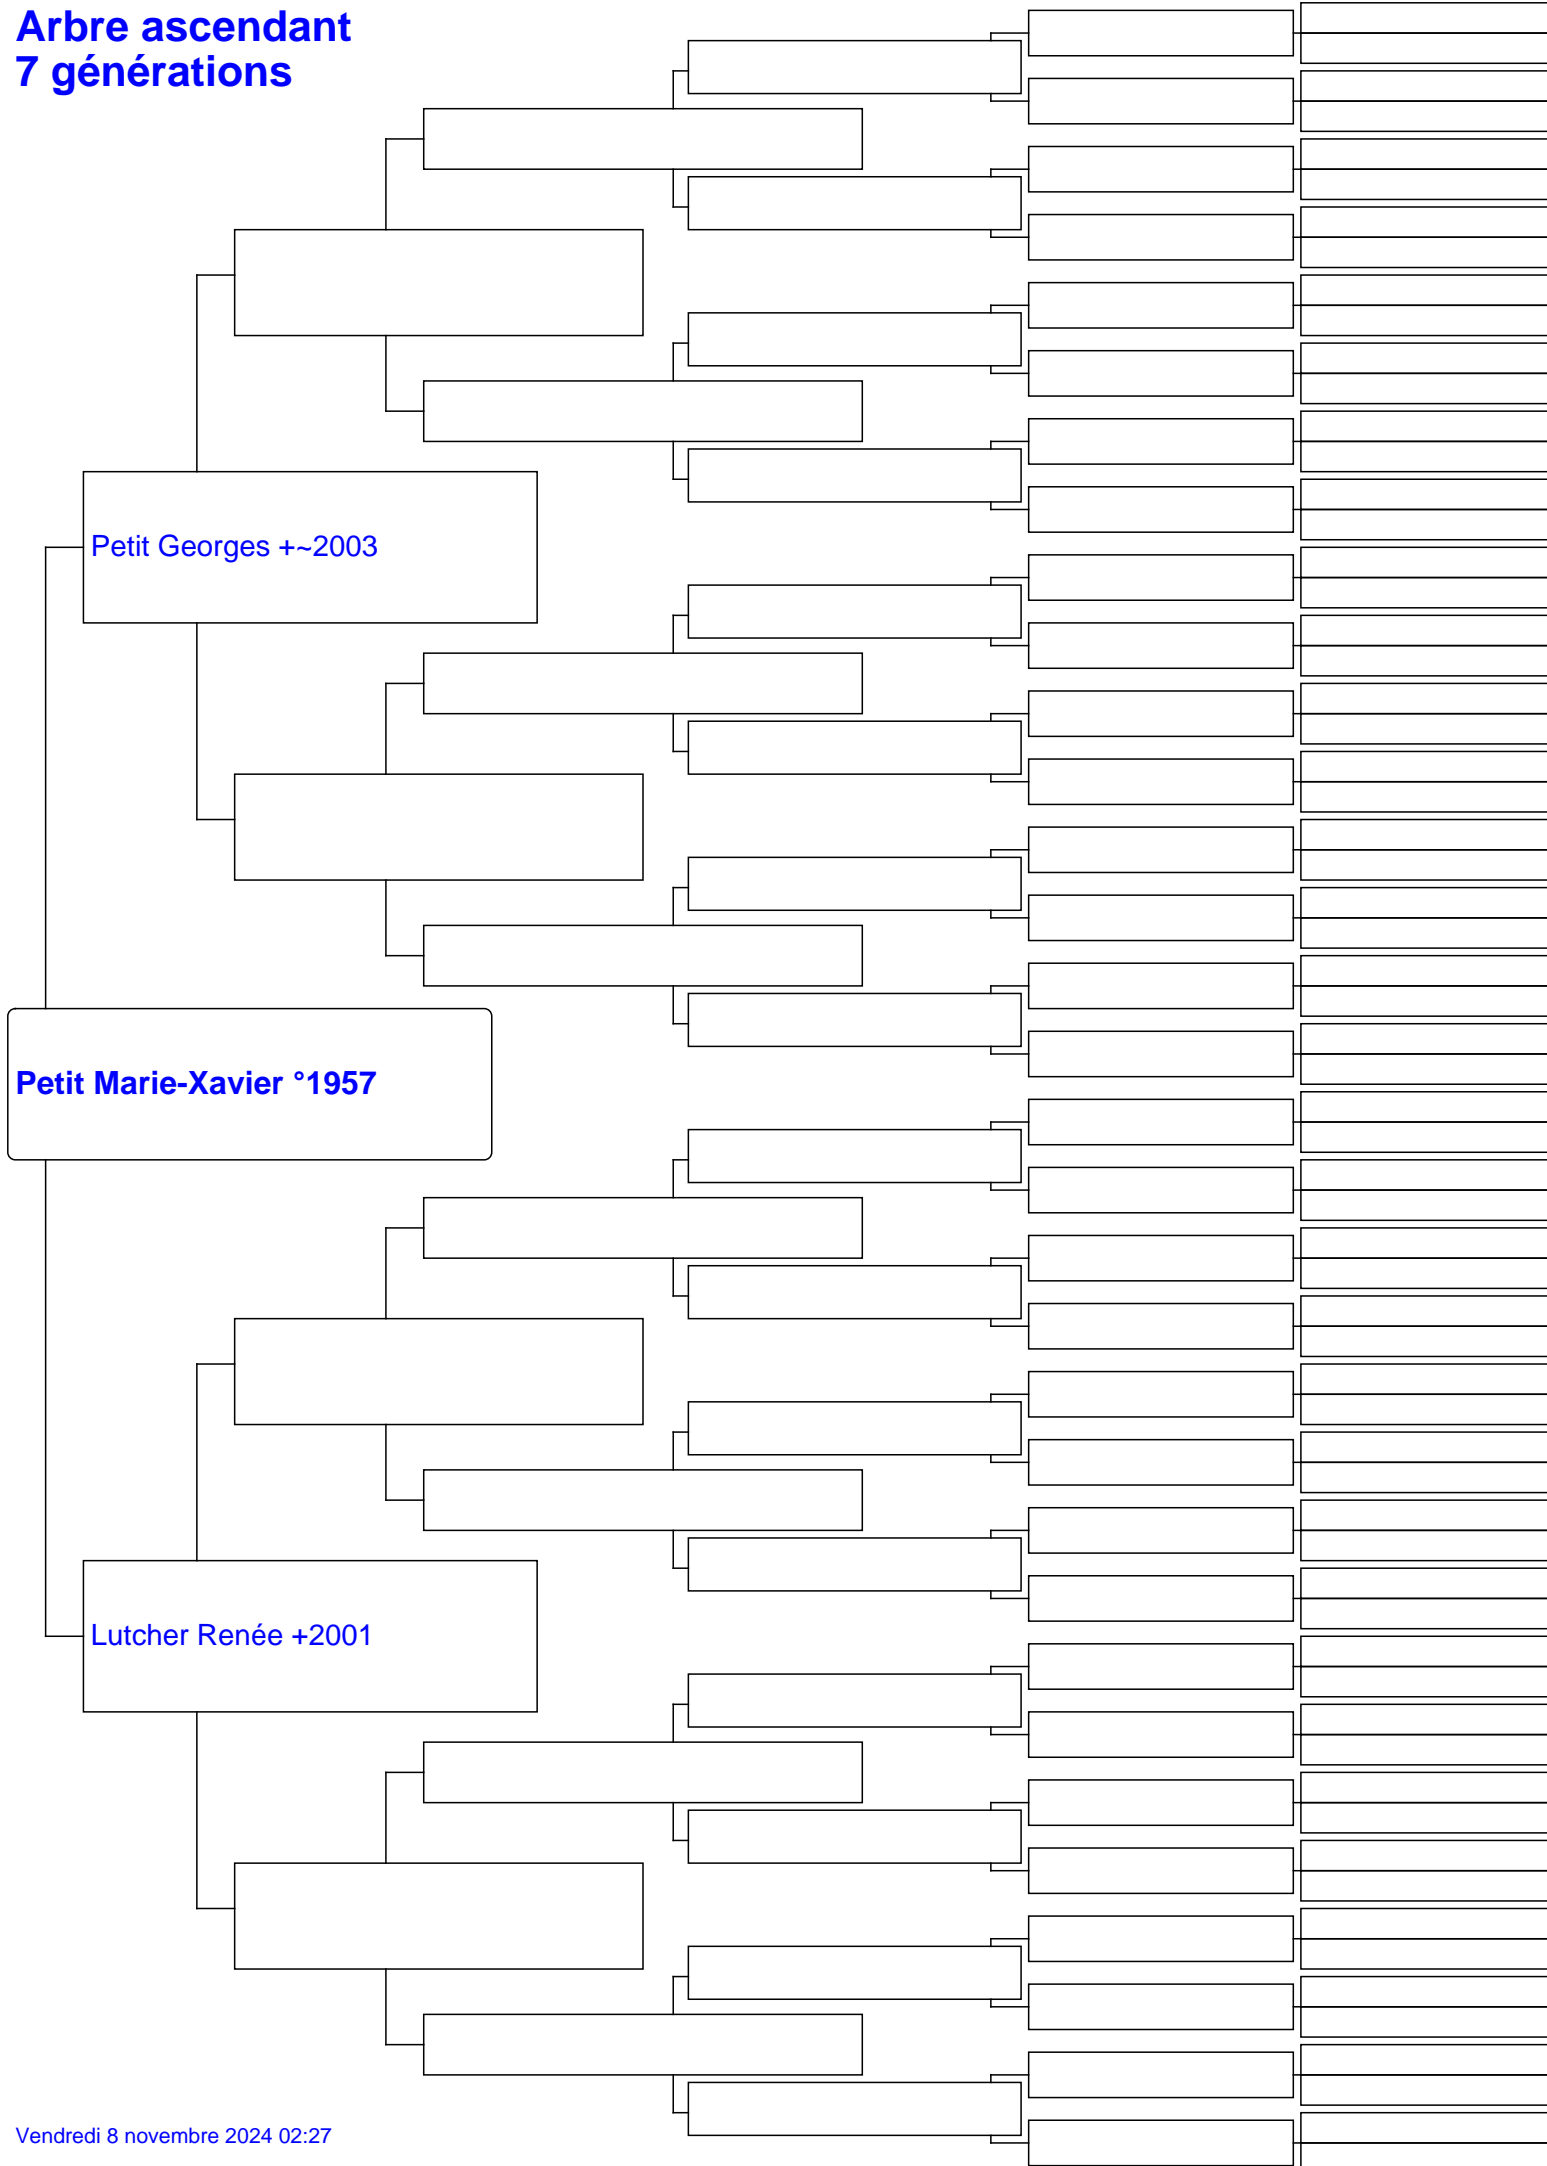 Arbre ascendant
7 générations
Petit Georges +~2003
Petit Marie-Xavier °1957
Lutcher Renée +2001
Vendredi 8 novembre 2024 02:27